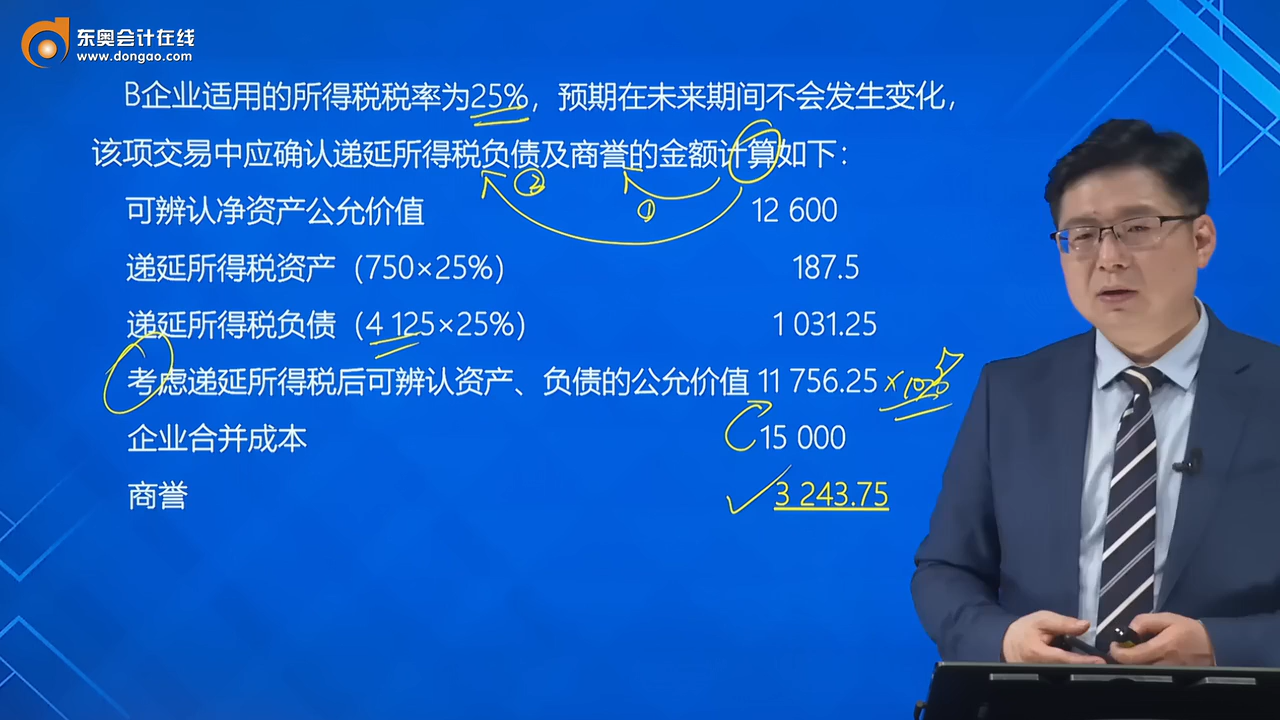 东奥会计在线
www.dongao.com
B企业适用的所得税税率为25%，预期在未来期间不会发生变化，
该项交易中应确认递延所得税负债及商誉的金额计算如下：
② ①
可辨认净资产公允价值 12 600
递延所得税资产（750×25%） 187.5
递延所得税负债（4 125×25%） 1 031.25
考虑递延所得税后可辨认资产、负债的公允价值 11 756.25
企业合并成本 15 000
商誉 3 243.75